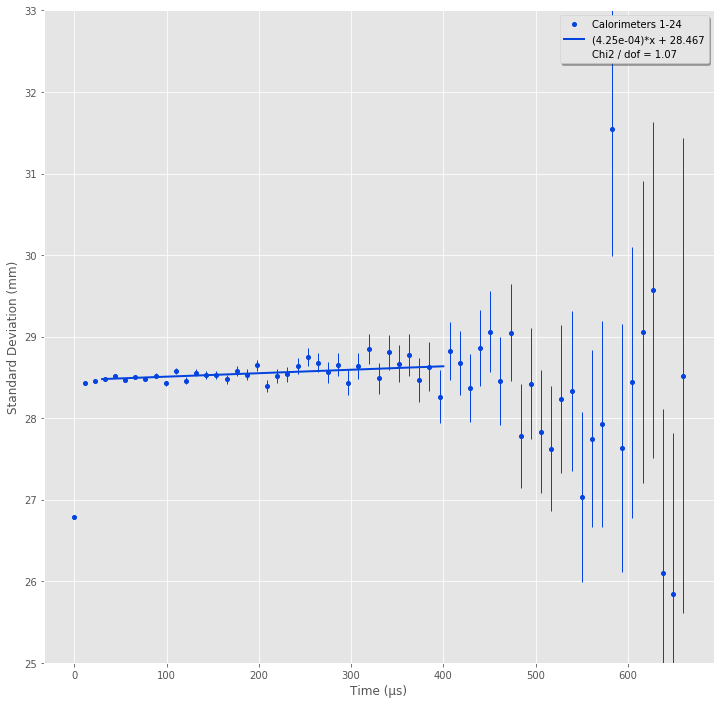 Calorimeters 1-24
(4.25e-04)*x + 28.467
Chi2 / dof = 1.07
33
32
31
30
29
28
27
26
25
Standard Deviation (mm)
0 100 200 300 400 500 600
Time (μs)